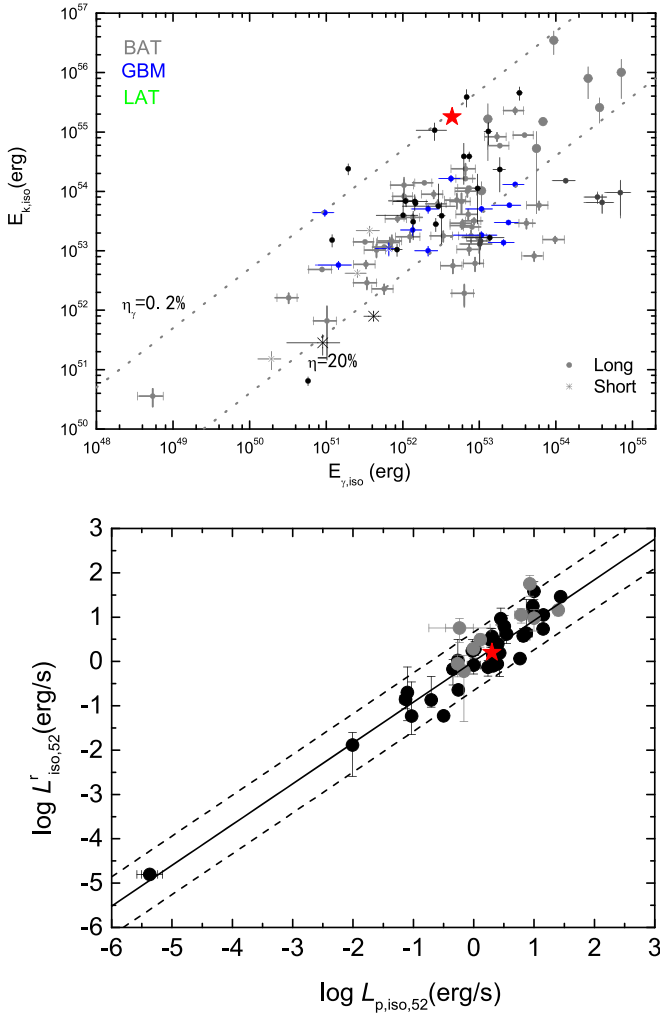 10^57
10^56
10^55
10^54
10^53
10^52
10^51
10^50
E_k,iso(erg)
BAT
GBM
LAT
η_γ=0.2%
η=20%
Long
Short
10^48 10^49 10^50 10^51 10^52 10^53 10^54 10^55
E_γ,iso (erg)
3
2
1
0
-1
-2
-3
-4
-5
-6
log L^r_iso,52(erg/s)
-6 -5 -4 -3 -2 -1 0 1 2 3
log L_p,iso,52(erg/s)